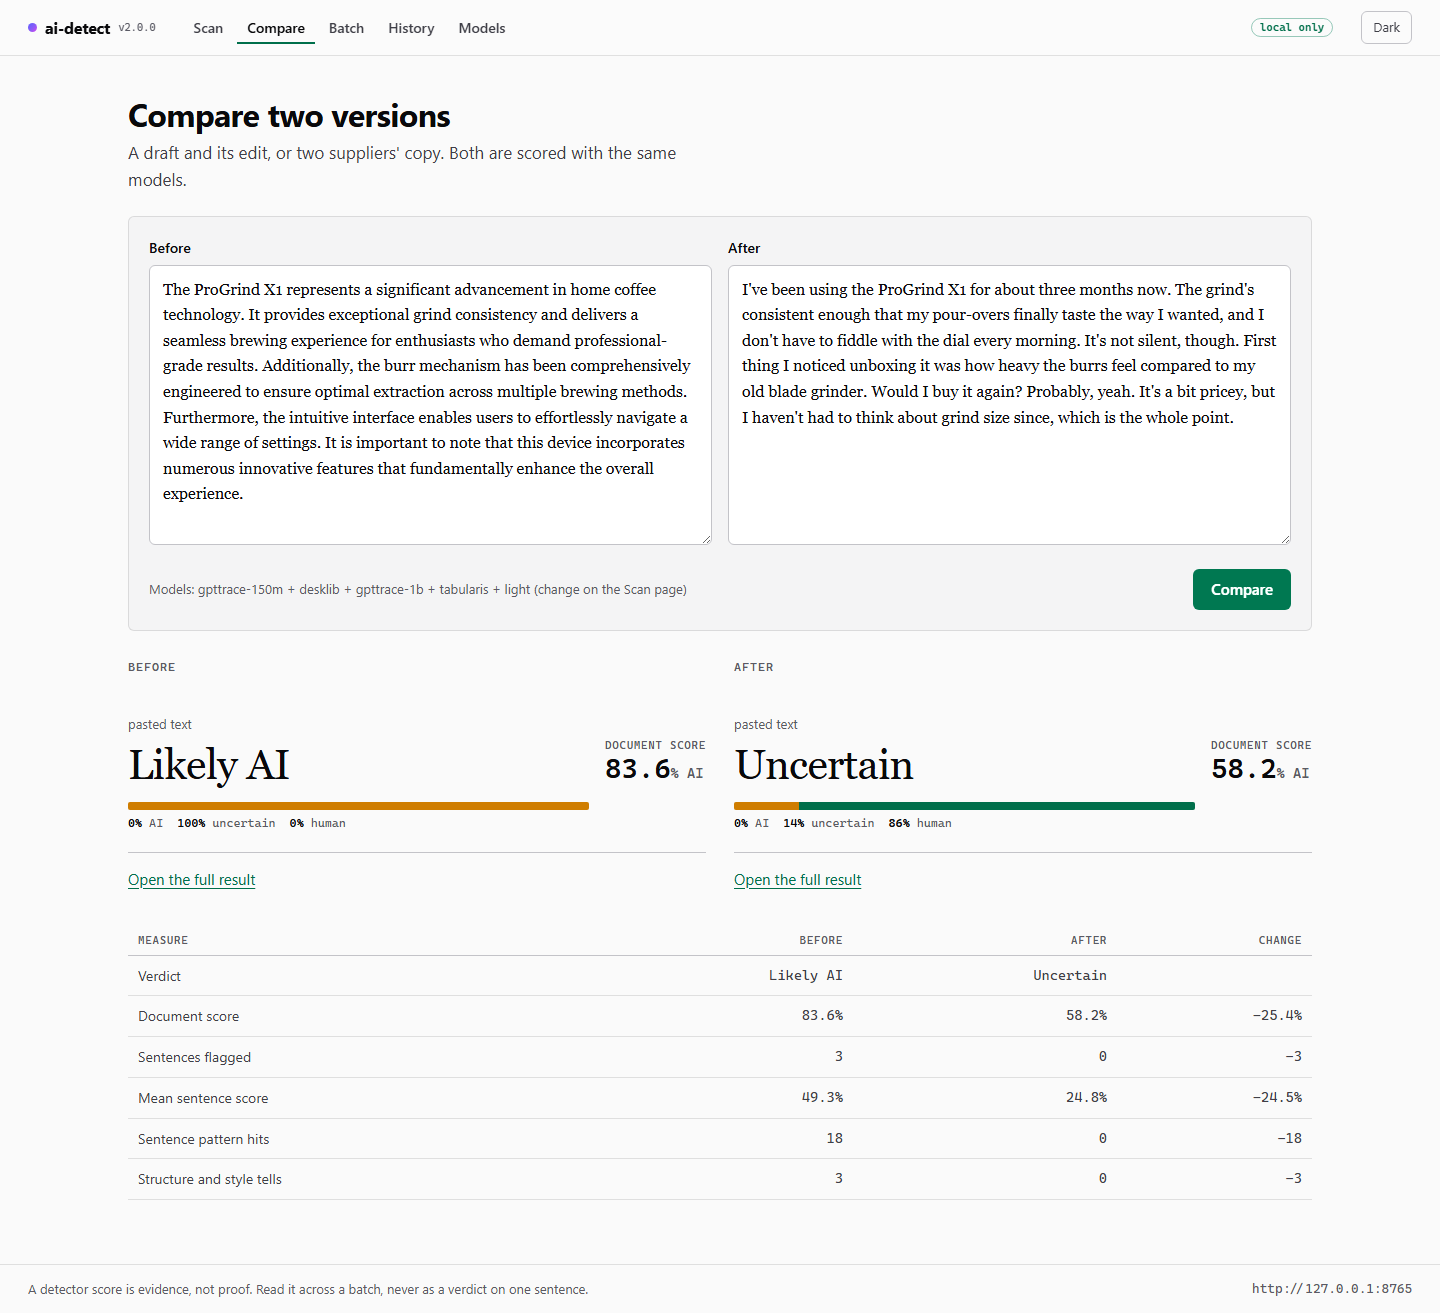 ai-detect v2.0.0 Scan Compare Batch History Models local only Dark
Compare two versions
A draft and its edit, or two suppliers' copy. Both are scored with the same
models.
Before
The ProGrind X1 represents a significant advancement in home coffee
technology. It provides exceptional grind consistency and delivers a
seamless brewing experience for enthusiasts who demand professional-
grade results. Additionally, the burr mechanism has been comprehensively
engineered to ensure optimal extraction across multiple brewing methods.
Furthermore, the intuitive interface enables users to effortlessly navigate a
wide range of settings. It is important to note that this device incorporates
numerous innovative features that fundamentally enhance the overall
experience.
After
I've been using the ProGrind X1 for about three months now. The grind's
consistent enough that my pour-overs finally taste the way I wanted, and I
don't have to fiddle with the dial every morning. It's not silent, though. First
thing I noticed unboxing it was how heavy the burrs feel compared to my
old blade grinder. Would I buy it again? Probably, yeah. It's a bit pricey, but
I haven't had to think about grind size since, which is the whole point.
Models: gpttrace-150m + desklib + gpttrace-1b + tabularis + light (change on the Scan page)
Compare
BEFORE
pasted text
Likely AI
DOCUMENT SCORE
83.6% AI
0% AI 100% uncertain 0% human
Open the full result
AFTER
pasted text
Uncertain
DOCUMENT SCORE
58.2% AI
0% AI 14% uncertain 86% human
Open the full result
MEASURE BEFORE AFTER CHANGE
Verdict Likely AI Uncertain
Document score 83.6% 58.2% −25.4%
Sentences flagged 3 0 −3
Mean sentence score 49.3% 24.8% −24.5%
Sentence pattern hits 18 0 −18
Structure and style tells 3 0 −3
A detector score is evidence, not proof. Read it across a batch, never as a verdict on one sentence.
http://127.0.0.1:8765